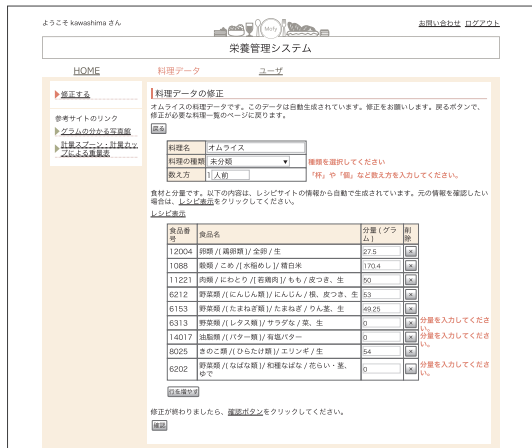 ようこそ kawashima さん
お問い合わせ ログアウト
Mofy
栄養管理システム
HOME 料理データ ユーザ
修正する
参考サイトのリンク
グラムの分かる写真館
計量スプーン・計量カッ
プによる重量表
料理データの修正
オムライスの料理データです。このデータは自動生成されています。修正をお願いします。戻るボタンで、
修正が必要な料理一覧のページに戻ります。
戻る
料理名 オムライス
料理の種類 未分類 種類を選択してください
数え方 1 人前 「杯」や「個」など数え方を入力してください。
食材と分量です。以下の内容は、レシピサイトの情報から自動で生成されています。元の情報を確認したい
場合は、レシピ表示をクリックしてください。
レシピ表示
食品番号 食品名 分量 ( グラム ) 削除
12004 卵類 /( 鶏卵類 )/ 全卵 / 生 27.5 ×
1088 穀類 / こめ /[ 水稲めし ]/ 精白米 170.4 ×
11221 肉類 / にわとり /[ 若鶏肉 ]/ もも / 皮つき、生 50 ×
6212 野菜類 /( にんじん類 )/ にんじん / 根、皮つき、生 53 ×
6153 野菜類 /( たまねぎ類 )/ たまねぎ / りん茎、生 49.25 ×
6313 野菜類 /( レタス類 )/ サラダな / 菜、生 0 × 分量を入力してください。
14017 油脂類 /( バター類 )/ 有塩バター 0 × 分量を入力してください。
8025 きのこ類 /( ひらたけ類 )/ エリンギ / 生 54 ×
6202 野菜類 /( なばな類 )/ 和種なばな / 花らい・茎、ゆで 0 × 分量を入力してください。
行を増やす
修正が終わりましたら、確認ボタンをクリックしてください。
確認